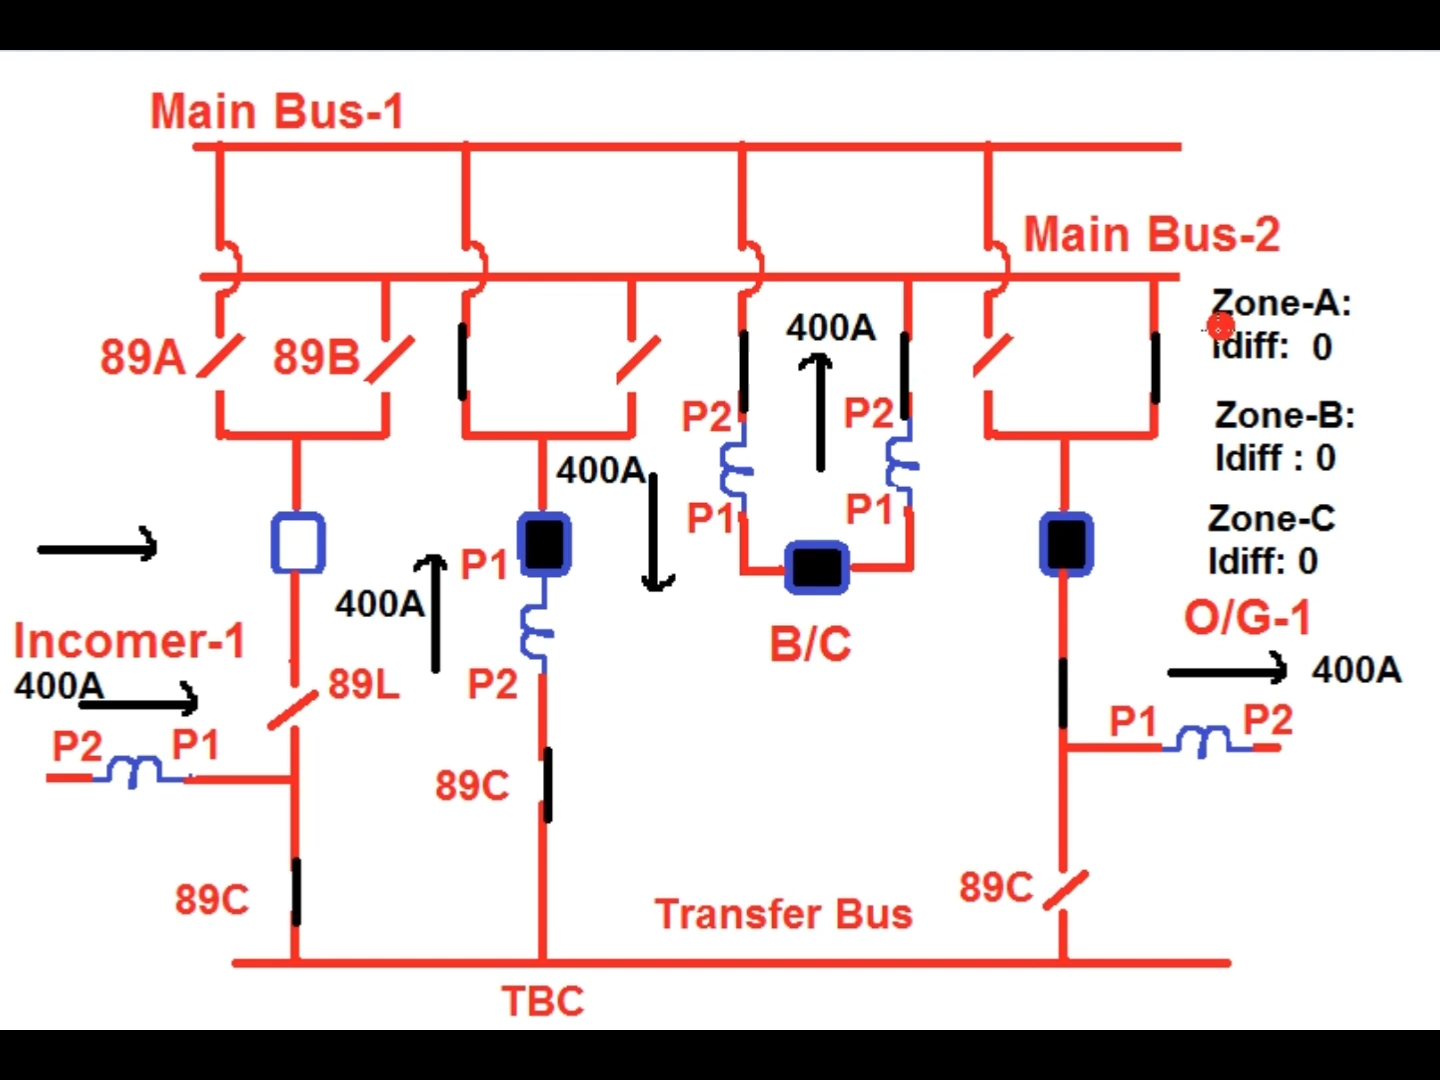 Main Bus-1
Main Bus-2
Zone-A:
Idiff: 0
89A
89B
400A
P2
P2
Zone-B:
Idiff : 0
400A
P1
P1
Zone-C
Idiff: 0
P1
400A
Incomer-1
B/C
O/G-1
400A
89L
P2
400A
P2
P1
P1
P2
89C
89C
89C
Transfer Bus
TBC